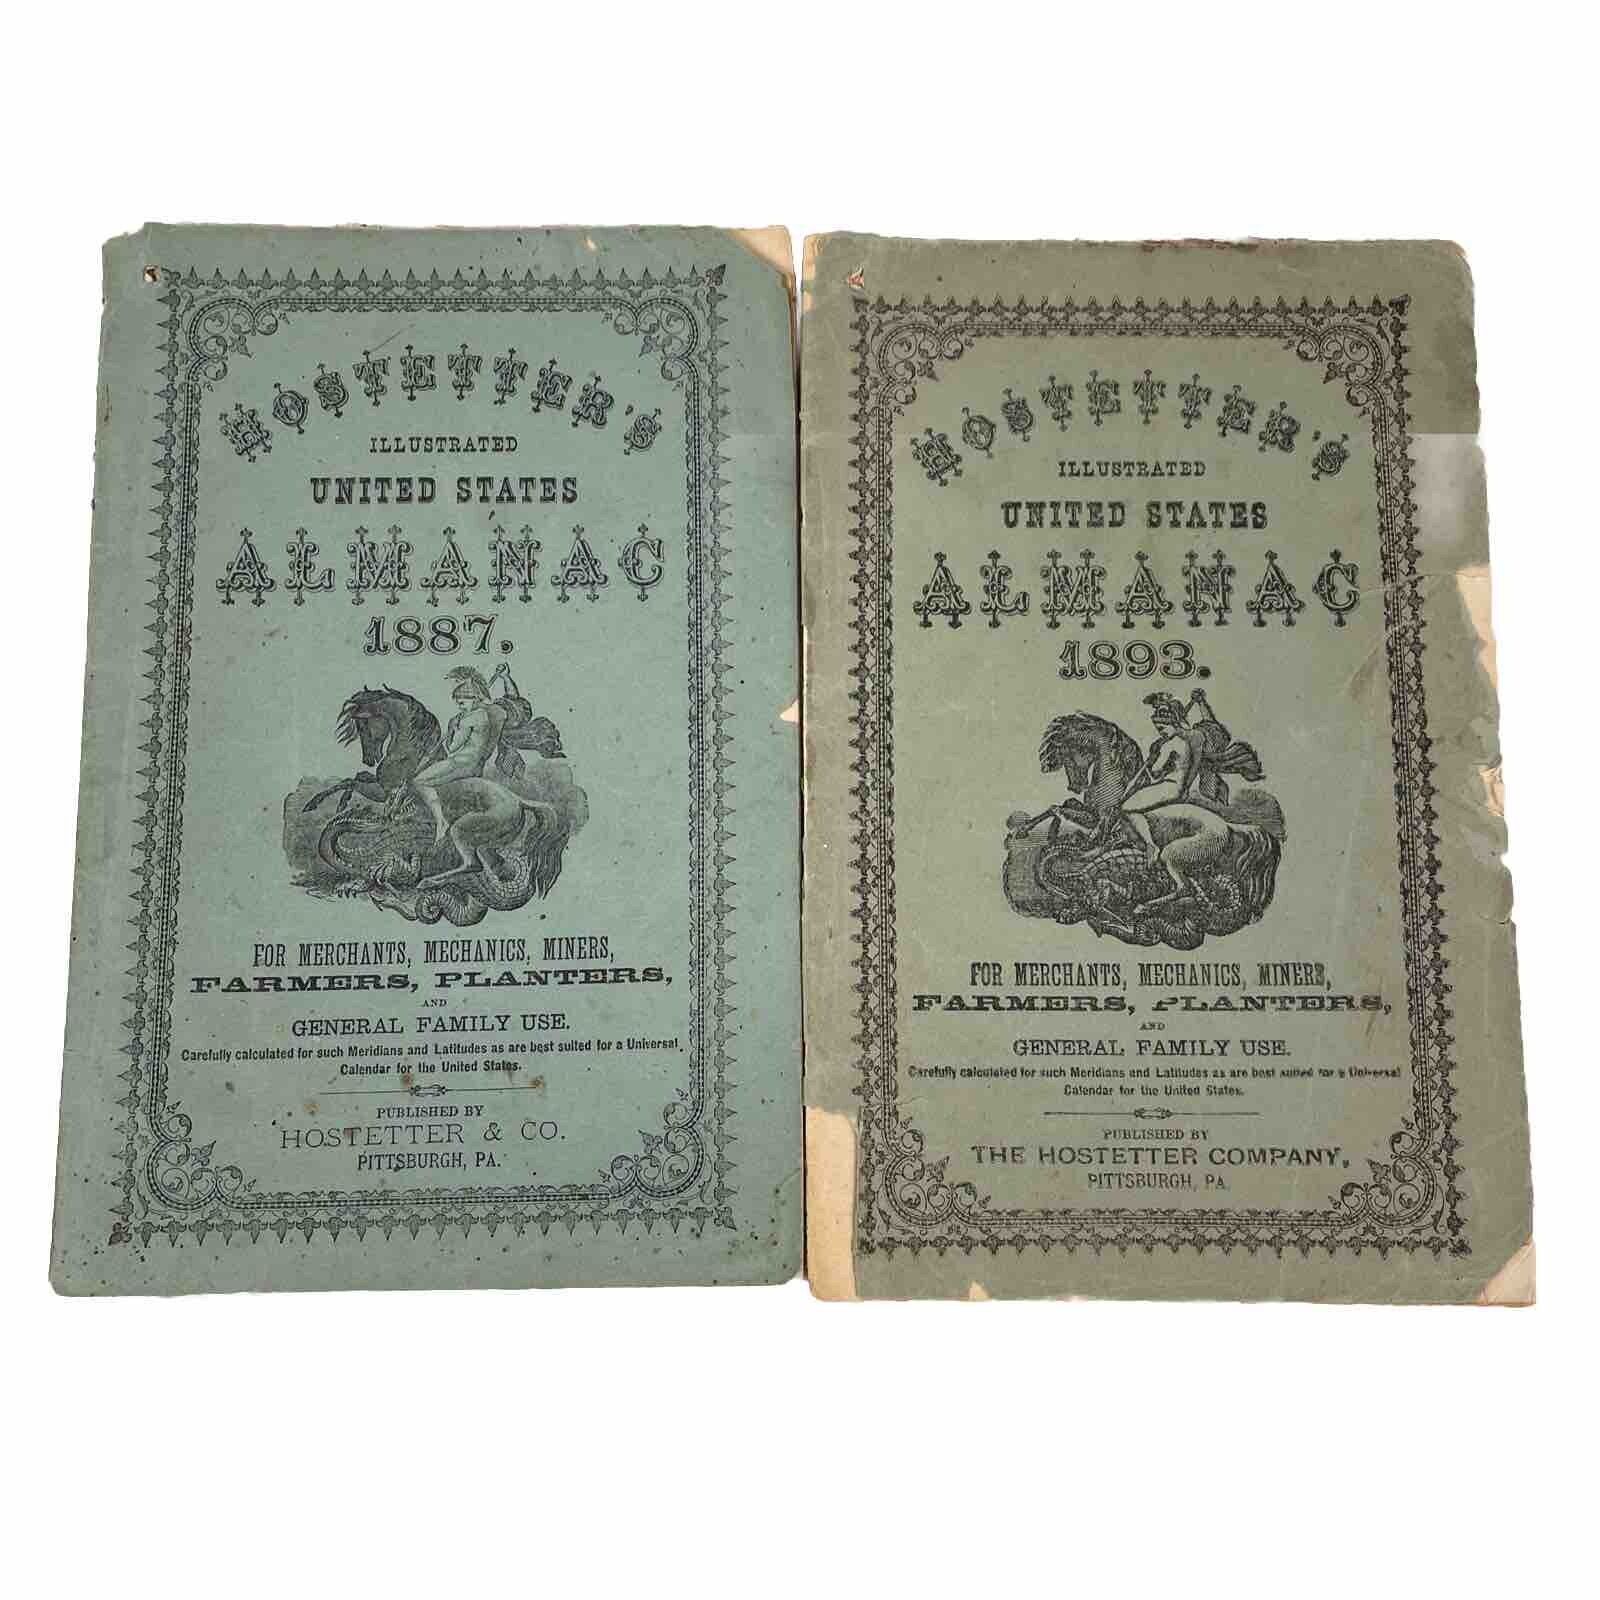 HOSTETTER'S
ILLUSTRATED
UNITED STATES
ALMANAC
1887.
FOR MERCHANTS, MECHANICS, MINERS,
FARMERS, PLANTERS,
AND
GENERAL FAMILY USE.
Carefully calculated for such Meridians and Latitudes as are best suited for a Universal
Calendar for the United States.
PUBLISHED BY
HOSTETTER & CO.
PITTSBURGH, PA.
HOSTETTER'S
ILLUSTRATED
UNITED STATES
ALMANAC
1893.
FOR MERCHANTS, MECHANICS, MINERS,
FARMERS, PLANTERS,
AND
GENERAL FAMILY USE.
Carefully calculated for such Meridians and Latitudes as are best suited for a Universal
Calendar for the United States.
PUBLISHED BY
THE HOSTETTER COMPANY,
PITTSBURGH, PA